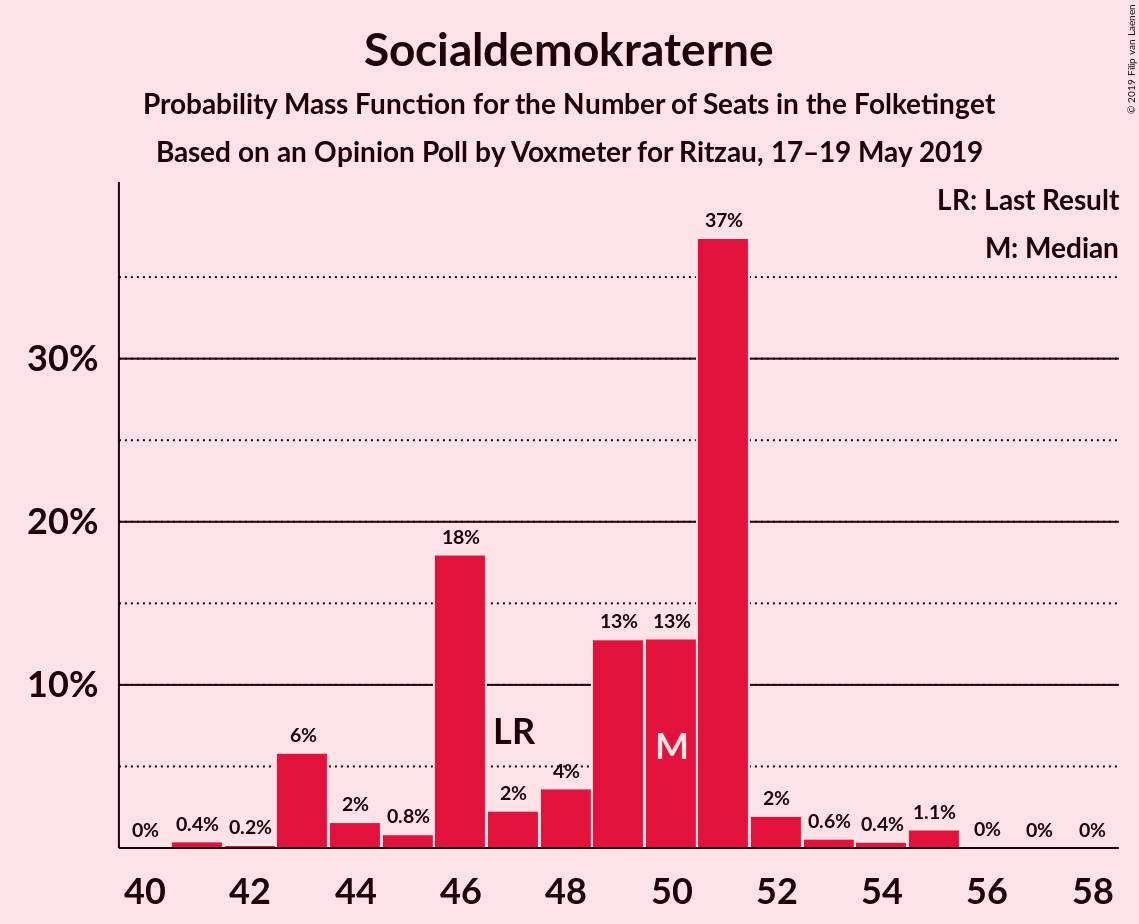 Socialdemokraterne
Probability Mass Function for the Number of Seats in the Folketinget
Based on an Opinion Poll by Voxmeter for Ritzau, 17–19 May 2019
© 2019 Filip van Laenen
LR: Last Result
M: Median
30%
20%
10%
0%
0.4%
0.2%
6%
2%
0.8%
18%
LR
2%
4%
13%
13%
M
37%
2%
0.6%
0.4%
1.1%
0%
0%
0%
40 42 44 46 48 50 52 54 56 58